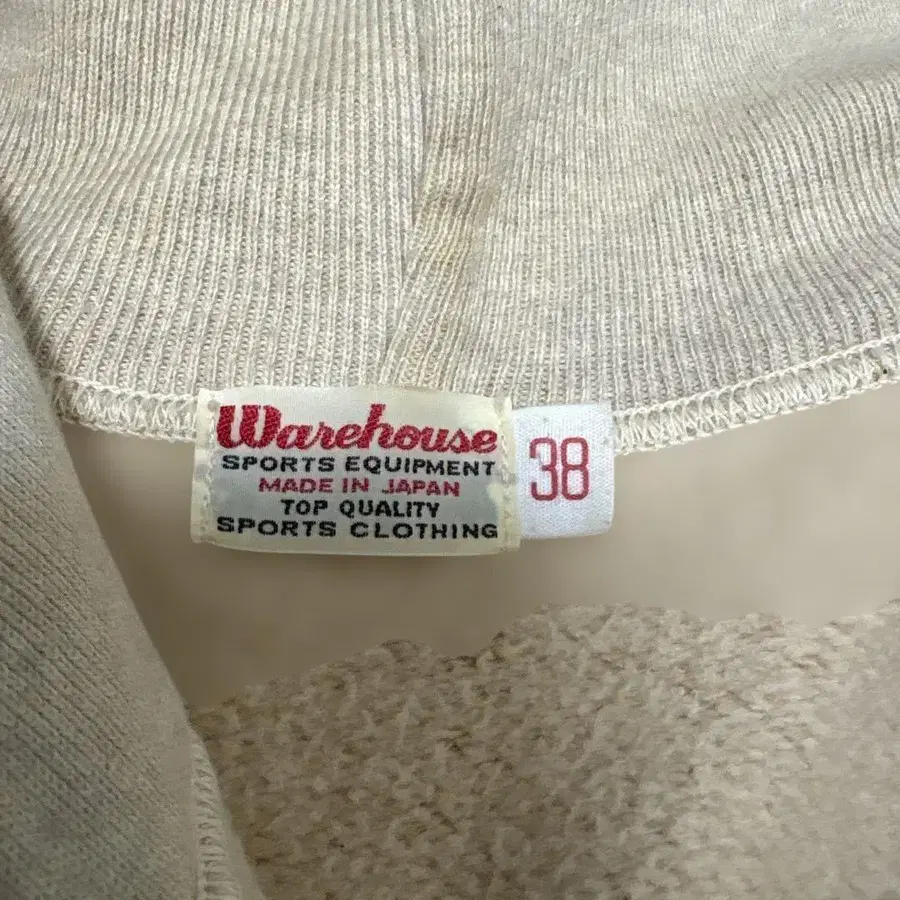 Warehouse
SPORTS EQUIPMENT
MADE IN JAPAN
TOP QUALITY
SPORTS CLOTHING
38